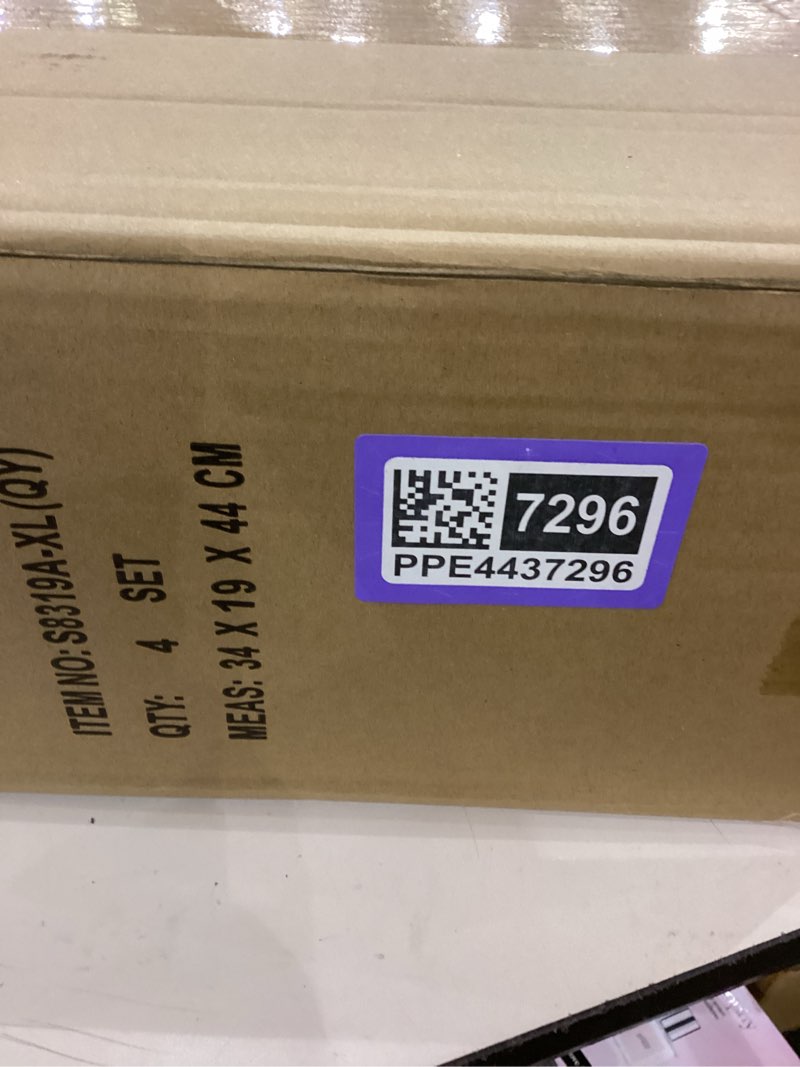 ITEM NO: S8319A-XL(QY)
QTY: 4 SET
MEAS: 34 X 19 X 44 CM
7296
PPE4437296